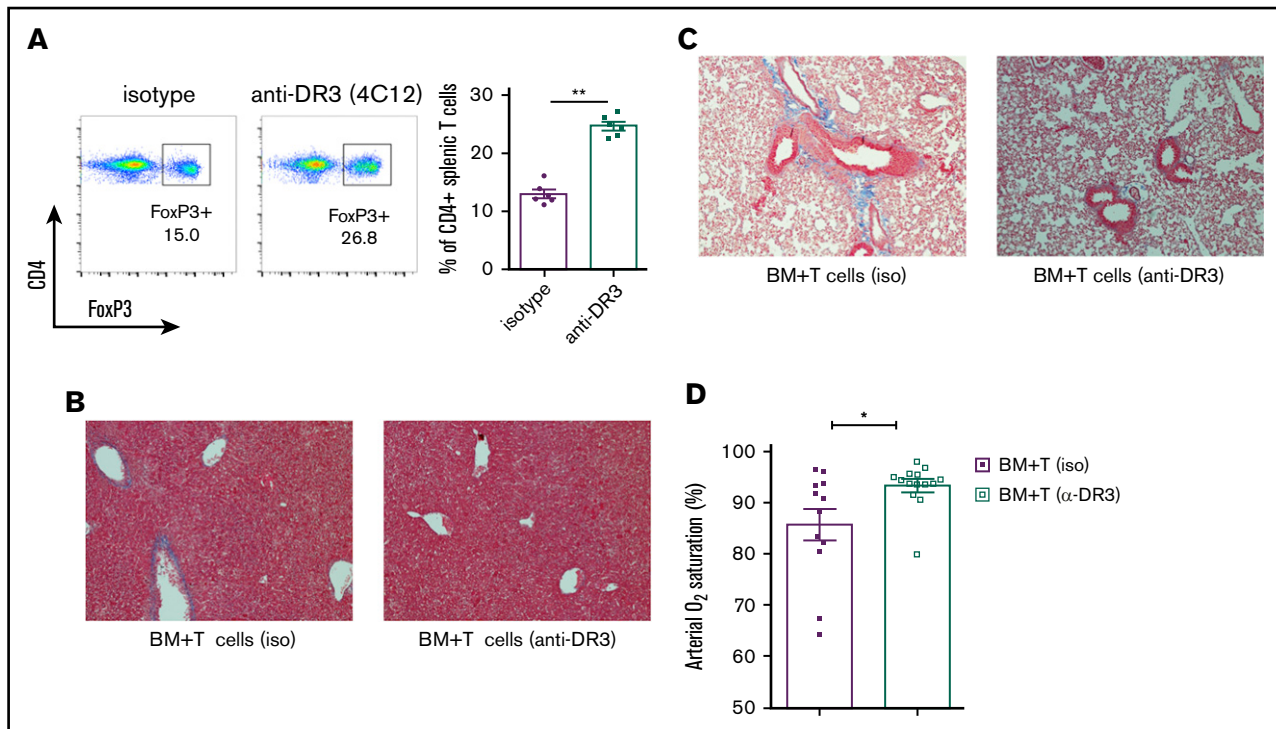 A
isotype
anti-DR3 (4C12)
FoxP3+
15.0
FoxP3+
26.8
CD4
FoxP3
% of CD4+ splenic T cells
30
20
10
0
**
isotype
anti-DR3
B
BM+T cells (iso)
BM+T cells (anti-DR3)
C
BM+T cells (iso)
BM+T cells (anti-DR3)
D
Arterial O₂ saturation (%)
100
90
80
70
60
50
*
BM+T (iso)
BM+T (α-DR3)